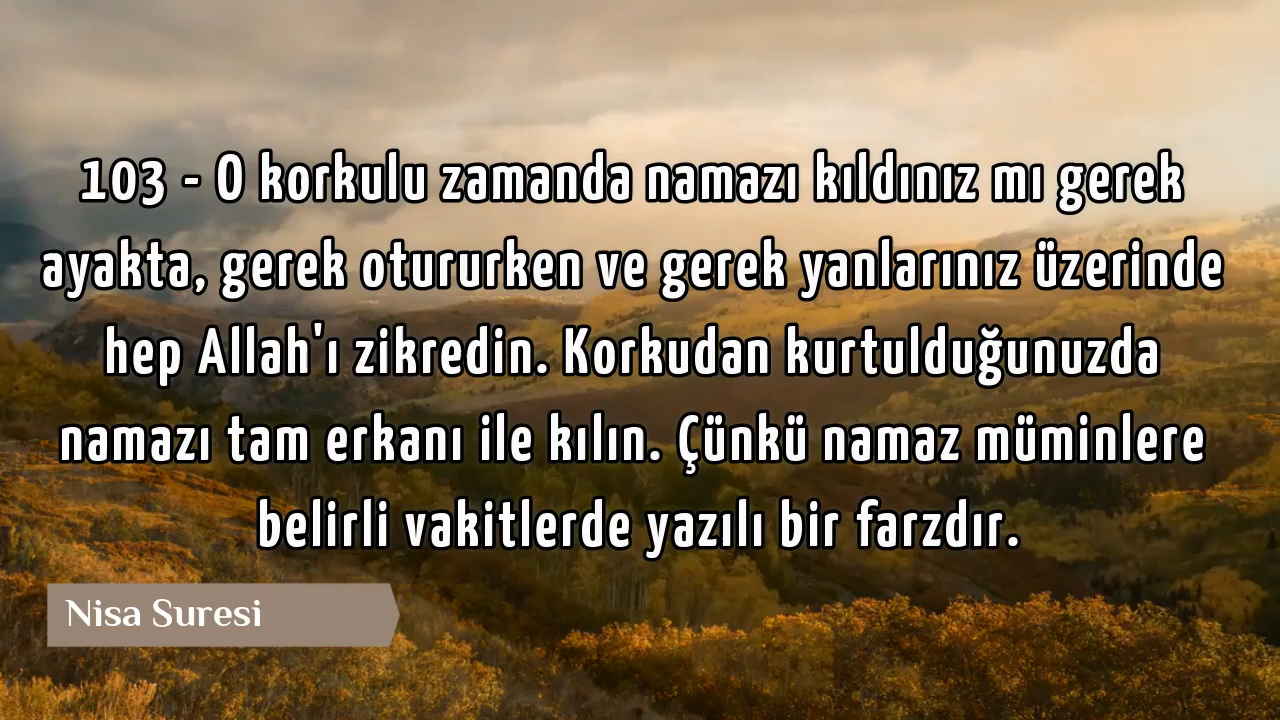 103 - O korkulu zamanda namazı kıldınız mı gerek
ayakta, gerek otururken ve gerek yanlarınız üzerinde
hep Allah'ı zikredin. Korkudan kurtulduğunuzda
namazı tam erkanı ile kılın. Çünkü namaz müminlere
belirli vakitlerde yazılı bir farzdır.
Nisa Suresi